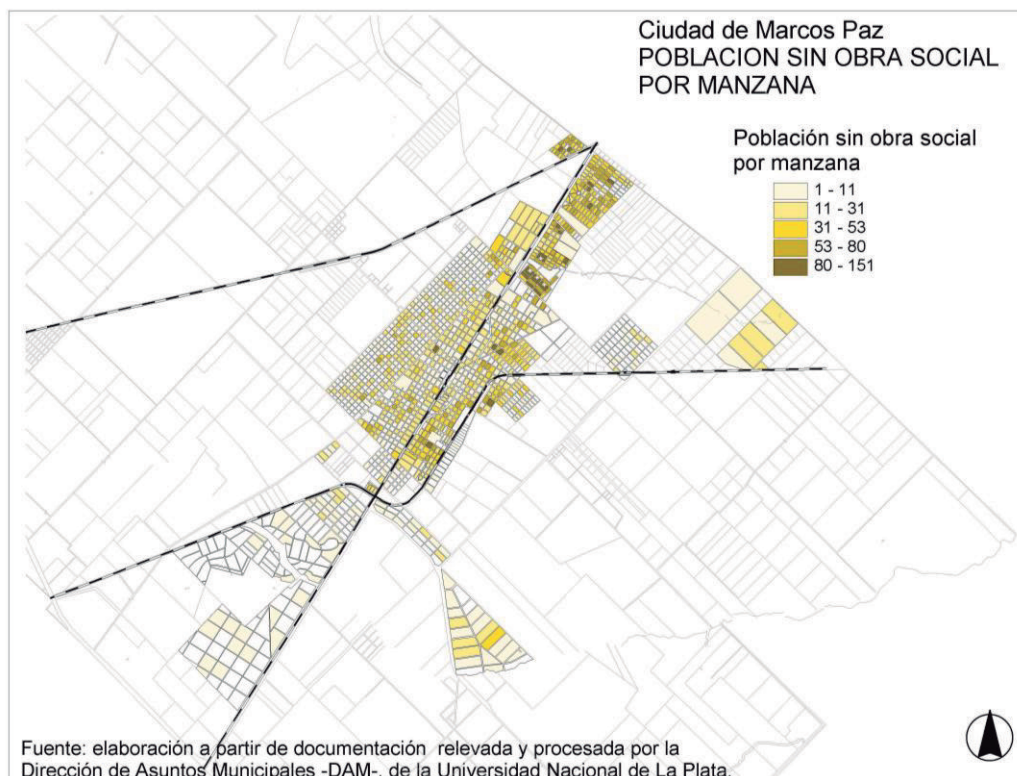 Ciudad de Marcos Paz
POBLACION SIN OBRA SOCIAL
POR MANZANA
Población sin obra social
por manzana
1 - 11
11 - 31
31 - 53
53 - 80
80 - 151
Fuente: elaboración a partir de documentación relevada y procesada por la
Dirección de Asuntos Municipales -DAM-, de la Universidad Nacional de La Plata.